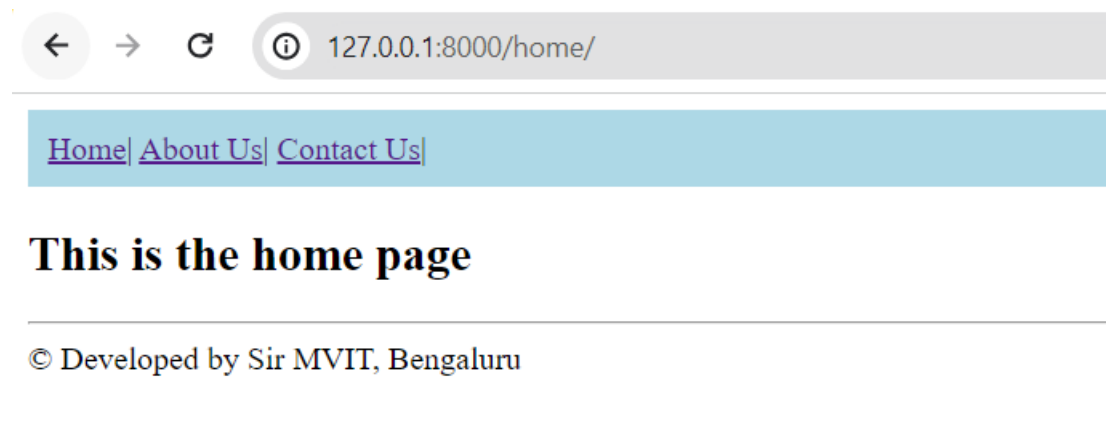 127.0.0.1:8000/home/
Home| About Us| Contact Us|
This is the home page
© Developed by Sir MVIT, Bengaluru